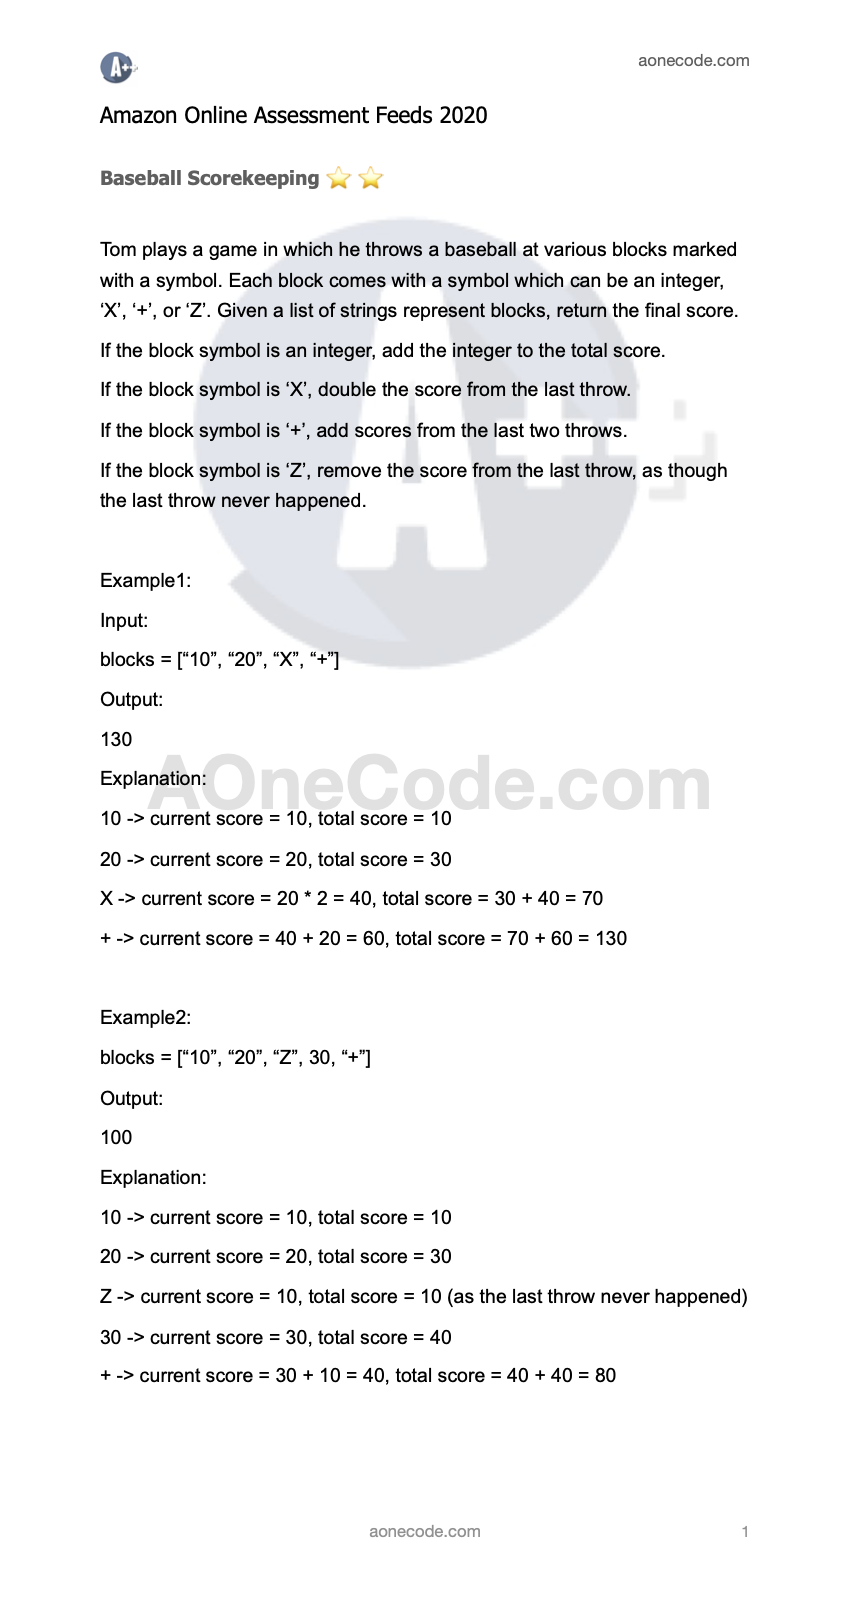 A++
aonecode.com
Amazon Online Assessment Feeds 2020
Baseball Scorekeeping ⭐ ⭐
Tom plays a game in which he throws a baseball at various blocks marked
with a symbol. Each block comes with a symbol which can be an integer,
‘X’, ‘+’, or ‘Z’. Given a list of strings represent blocks, return the final score.
If the block symbol is an integer, add the integer to the total score.
If the block symbol is ‘X’, double the score from the last throw.
If the block symbol is ‘+’, add scores from the last two throws.
If the block symbol is ‘Z’, remove the score from the last throw, as though
the last throw never happened.
A++
Example1:
Input:
blocks = [“10”, “20”, “X”, “+”]
Output:
130
AOneCode.com
Explanation:
10 -> current score = 10, total score = 10
20 -> current score = 20, total score = 30
X -> current score = 20 * 2 = 40, total score = 30 + 40 = 70
+ -> current score = 40 + 20 = 60, total score = 70 + 60 = 130
Example2:
blocks = [“10”, “20”, “Z”, 30, “+”]
Output:
100
Explanation:
10 -> current score = 10, total score = 10
20 -> current score = 20, total score = 30
Z -> current score = 10, total score = 10 (as the last throw never happened)
30 -> current score = 30, total score = 40
+ -> current score = 30 + 10 = 40, total score = 40 + 40 = 80
aonecode.com
1